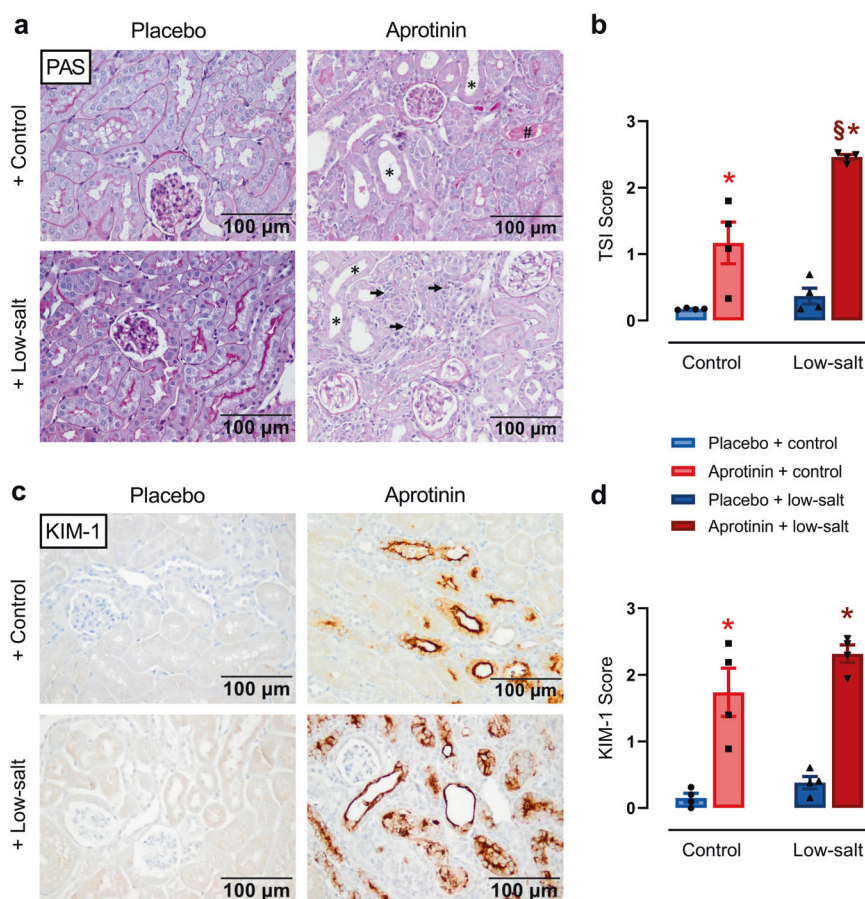 a
Placebo
Aprotinin
PAS
+ Control
*
*
#
100 µm
100 µm
+ Low-salt
*
*
100 µm
100 µm
b
TSI Score
3
2
1
0
*
§*
Control
Low-salt
Placebo + control
Aprotinin + control
Placebo + low-salt
Aprotinin + low-salt
c
Placebo
Aprotinin
KIM-1
+ Control
100 µm
100 µm
+ Low-salt
100 µm
100 µm
d
KIM-1 Score
3
2
1
0
*
*
Control
Low-salt